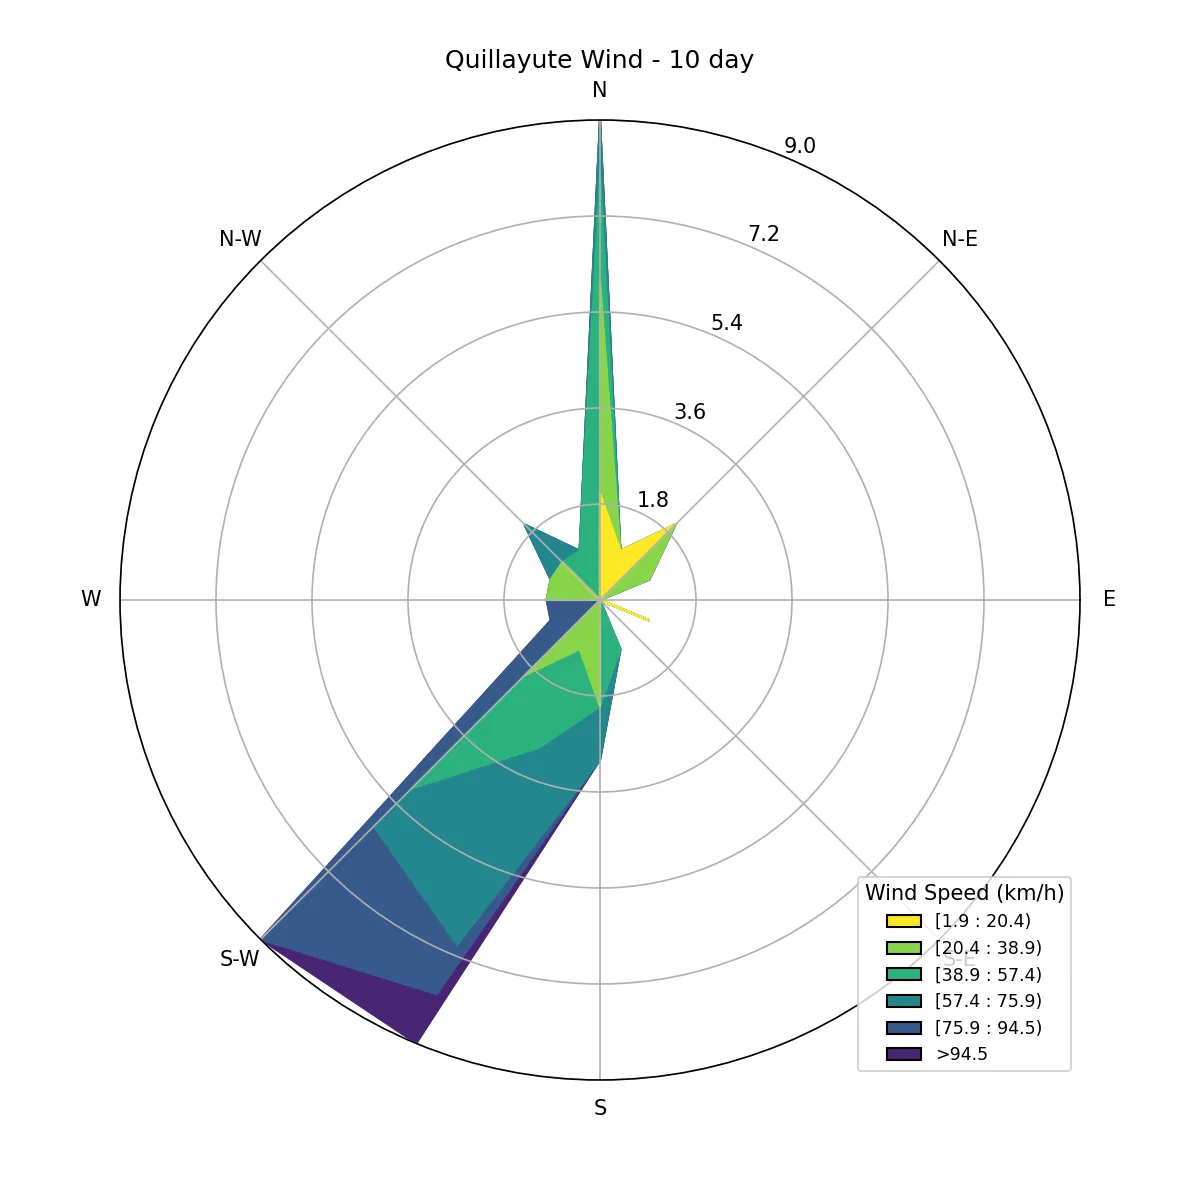 Quillayute Wind - 10 day
N
9.0
N-W
7.2
N-E
5.4
3.6
1.8
W
E
S-W
S-E
S
Wind Speed (km/h)
[1.9 : 20.4)
[20.4 : 38.9)
[38.9 : 57.4)
[57.4 : 75.9)
[75.9 : 94.5)
>94.5